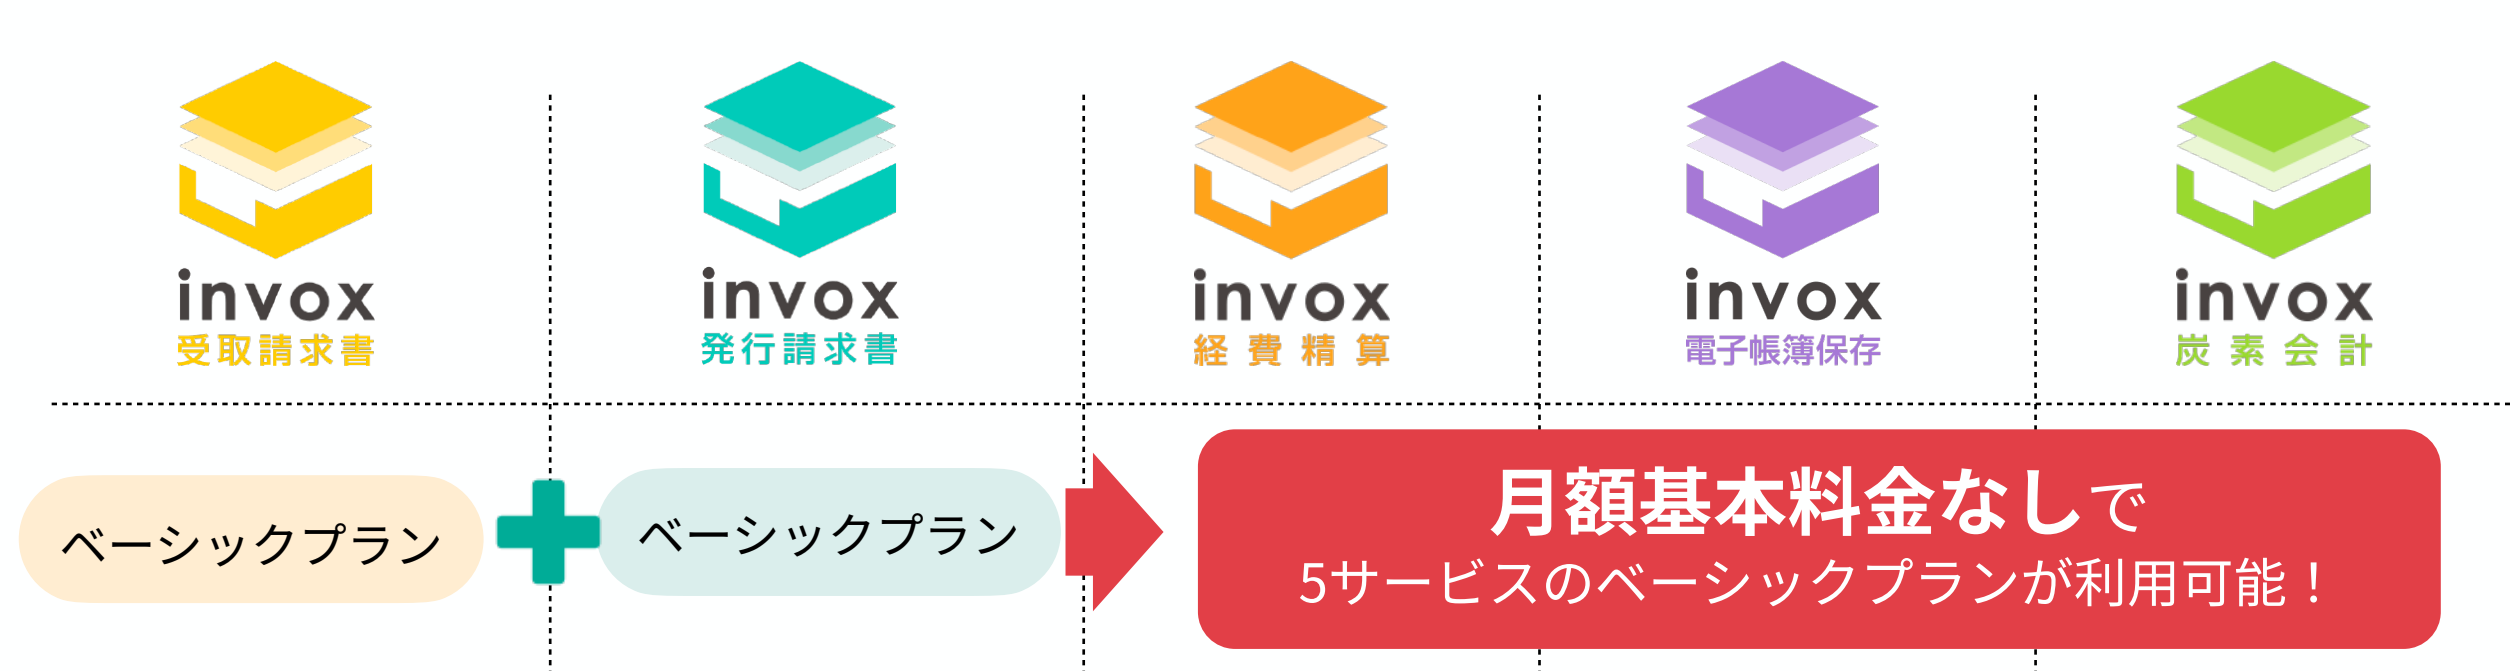 invox
受取請求書
invox
発行請求書
invox
経費精算
invox
電子帳簿保存
invox
炭素会計
ベーシックプラン
ベーシックプラン
月額基本料金なしで
5サービスのベーシックプランが利用可能！